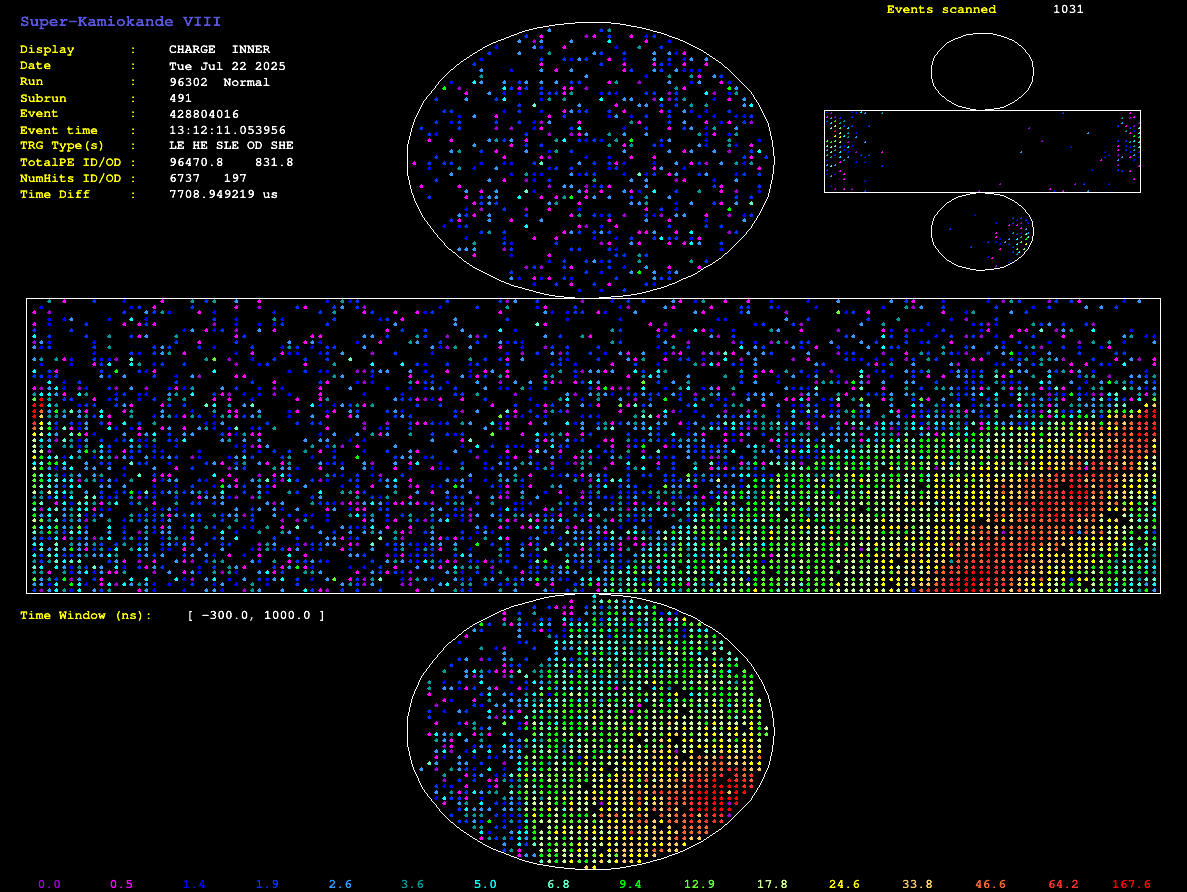 Super-Kamiokande VIII
Display : CHARGE INNER
Date : Tue Jul 22 2025
Run : 96302 Normal
Subrun : 491
Event : 428804016
Event time : 13:12:11.053956
TRG Type(s) : LE HE SLE OD SHE
TotalPE ID/OD : 96470.8 831.8
NumHits ID/OD : 6737 197
Time Diff : 7708.949219 us
Events scanned 1031
Time Window (ns): [ -300.0, 1000.0 ]
0.0 0.5 1.4 1.9 2.6 3.6 5.0 6.8 9.4 12.9 17.8 24.6 33.8 46.6 64.2 167.6